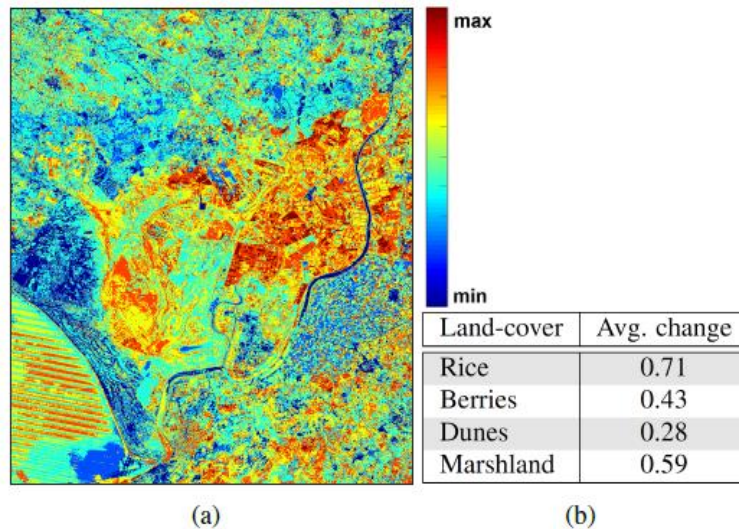 max
min
Land-cover Avg. change
Rice 0.71
Berries 0.43
Dunes 0.28
Marshland 0.59
(a) (b)